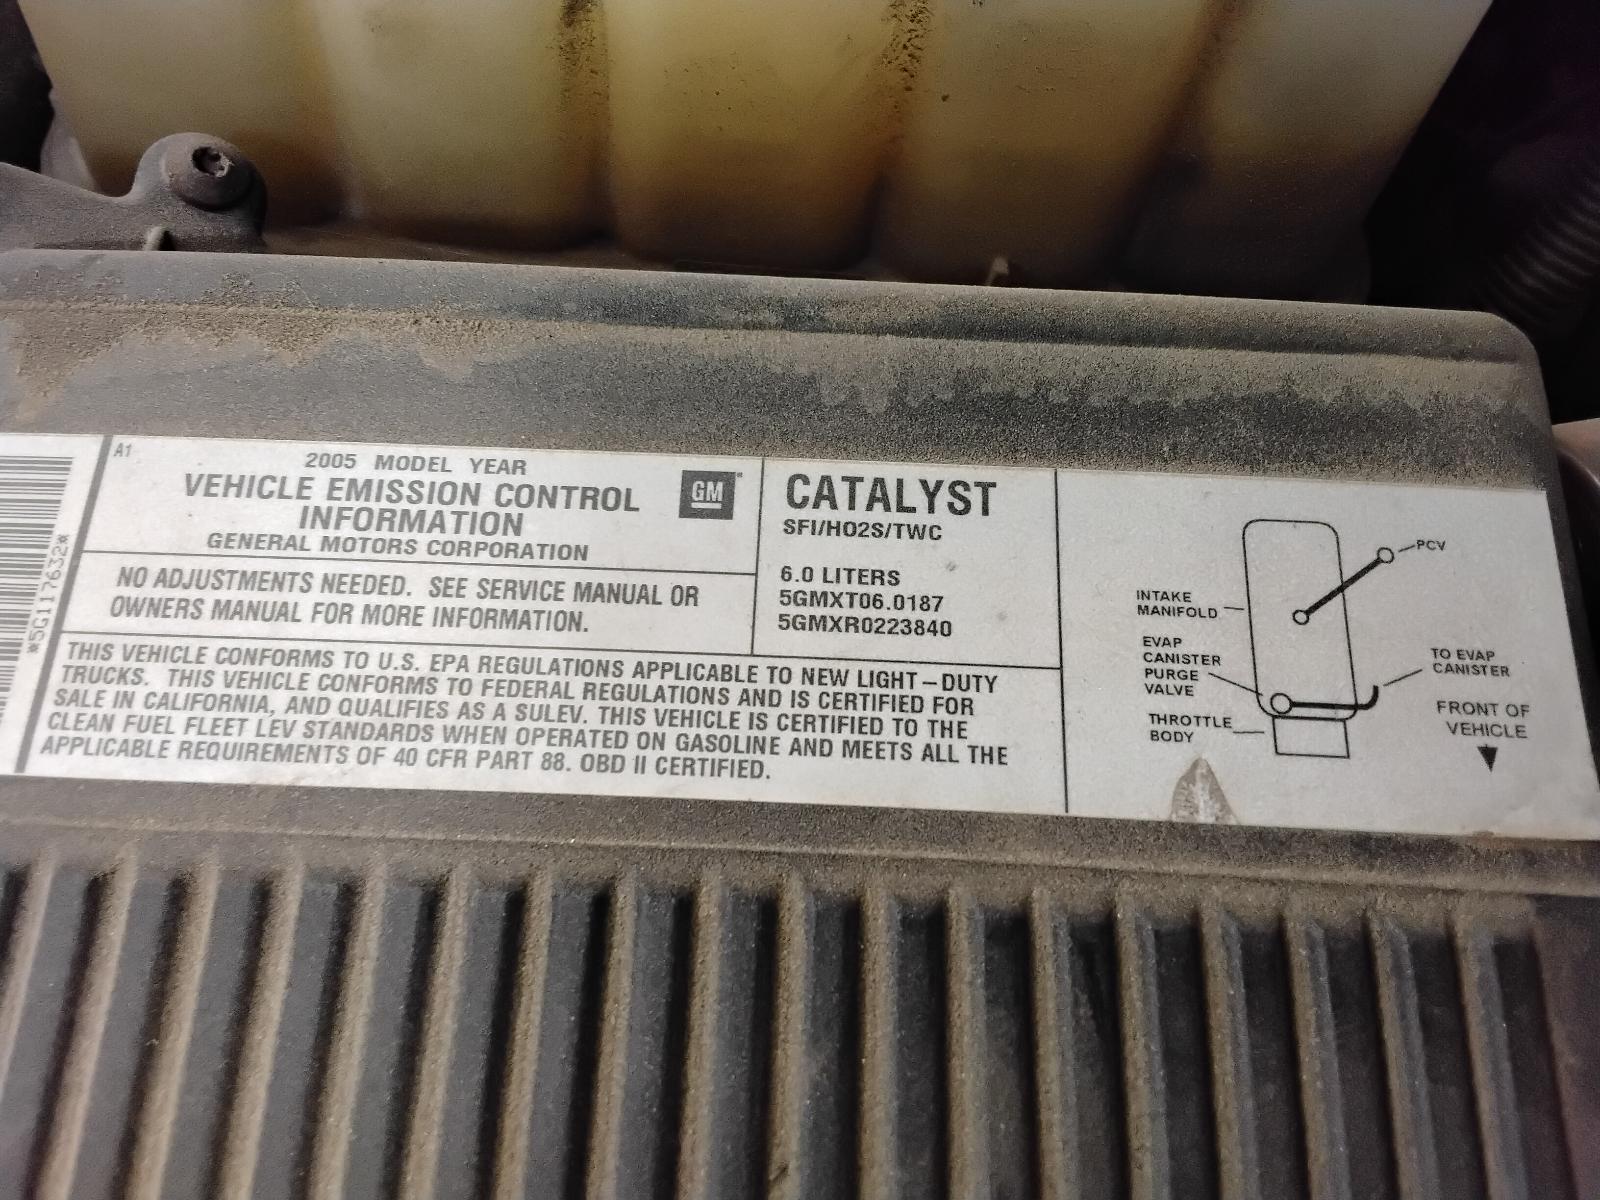 *5G117632*
A1
2005 MODEL YEAR
VEHICLE EMISSION CONTROL
INFORMATION
GENERAL MOTORS CORPORATION
GM
NO ADJUSTMENTS NEEDED. SEE SERVICE MANUAL OR
OWNERS MANUAL FOR MORE INFORMATION.
CATALYST
SFI/HO2S/TWC
6.0 LITERS
5GMXT06.0187
5GMXR0223840
THIS VEHICLE CONFORMS TO U.S. EPA REGULATIONS APPLICABLE TO NEW LIGHT-DUTY
TRUCKS. THIS VEHICLE CONFORMS TO FEDERAL REGULATIONS AND IS CERTIFIED FOR
SALE IN CALIFORNIA, AND QUALIFIES AS A SULEV. THIS VEHICLE IS CERTIFIED TO THE
CLEAN FUEL FLEET LEV STANDARDS WHEN OPERATED ON GASOLINE AND MEETS ALL THE
APPLICABLE REQUIREMENTS OF 40 CFR PART 88. OBD II CERTIFIED.
PCV
INTAKE
MANIFOLD
EVAP
CANISTER
PURGE
VALVE
THROTTLE
BODY
TO EVAP
CANISTER
FRONT OF
VEHICLE